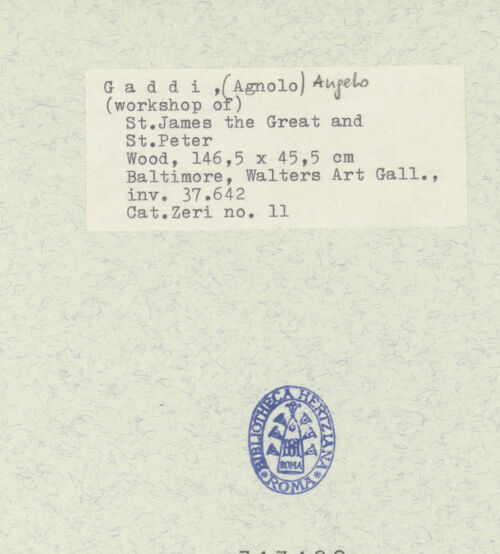 G a d d i ,(Agnolo) Angelo
(workshop of)
St.James the Great and
St.Peter
Wood, 146,5 x 45,5 cm
Baltimore, Walters Art Gall.,
inv. 37.642
Cat.Zeri no. 11
BIBLIOTHECA HERTZIANA
ROMA
*ROMA*